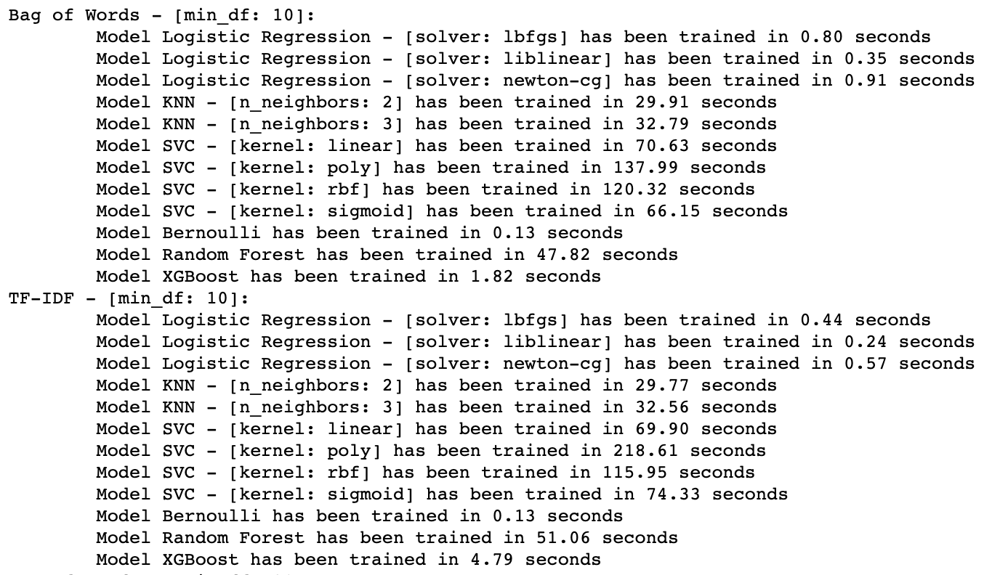 Bag of Words - [min_df: 10]:
Model Logistic Regression - [solver: lbfgs] has been trained in 0.80 seconds
Model Logistic Regression - [solver: liblinear] has been trained in 0.35 seconds
Model Logistic Regression - [solver: newton-cg] has been trained in 0.91 seconds
Model KNN - [n_neighbors: 2] has been trained in 29.91 seconds
Model KNN - [n_neighbors: 3] has been trained in 32.79 seconds
Model SVC - [kernel: linear] has been trained in 70.63 seconds
Model SVC - [kernel: poly] has been trained in 137.99 seconds
Model SVC - [kernel: rbf] has been trained in 120.32 seconds
Model SVC - [kernel: sigmoid] has been trained in 66.15 seconds
Model Bernoulli has been trained in 0.13 seconds
Model Random Forest has been trained in 47.82 seconds
Model XGBoost has been trained in 1.82 seconds
TF-IDF - [min_df: 10]:
Model Logistic Regression - [solver: lbfgs] has been trained in 0.44 seconds
Model Logistic Regression - [solver: liblinear] has been trained in 0.24 seconds
Model Logistic Regression - [solver: newton-cg] has been trained in 0.57 seconds
Model KNN - [n_neighbors: 2] has been trained in 29.77 seconds
Model KNN - [n_neighbors: 3] has been trained in 32.56 seconds
Model SVC - [kernel: linear] has been trained in 69.90 seconds
Model SVC - [kernel: poly] has been trained in 218.61 seconds
Model SVC - [kernel: rbf] has been trained in 115.95 seconds
Model SVC - [kernel: sigmoid] has been trained in 74.33 seconds
Model Bernoulli has been trained in 0.13 seconds
Model Random Forest has been trained in 51.06 seconds
Model XGBoost has been trained in 4.79 seconds